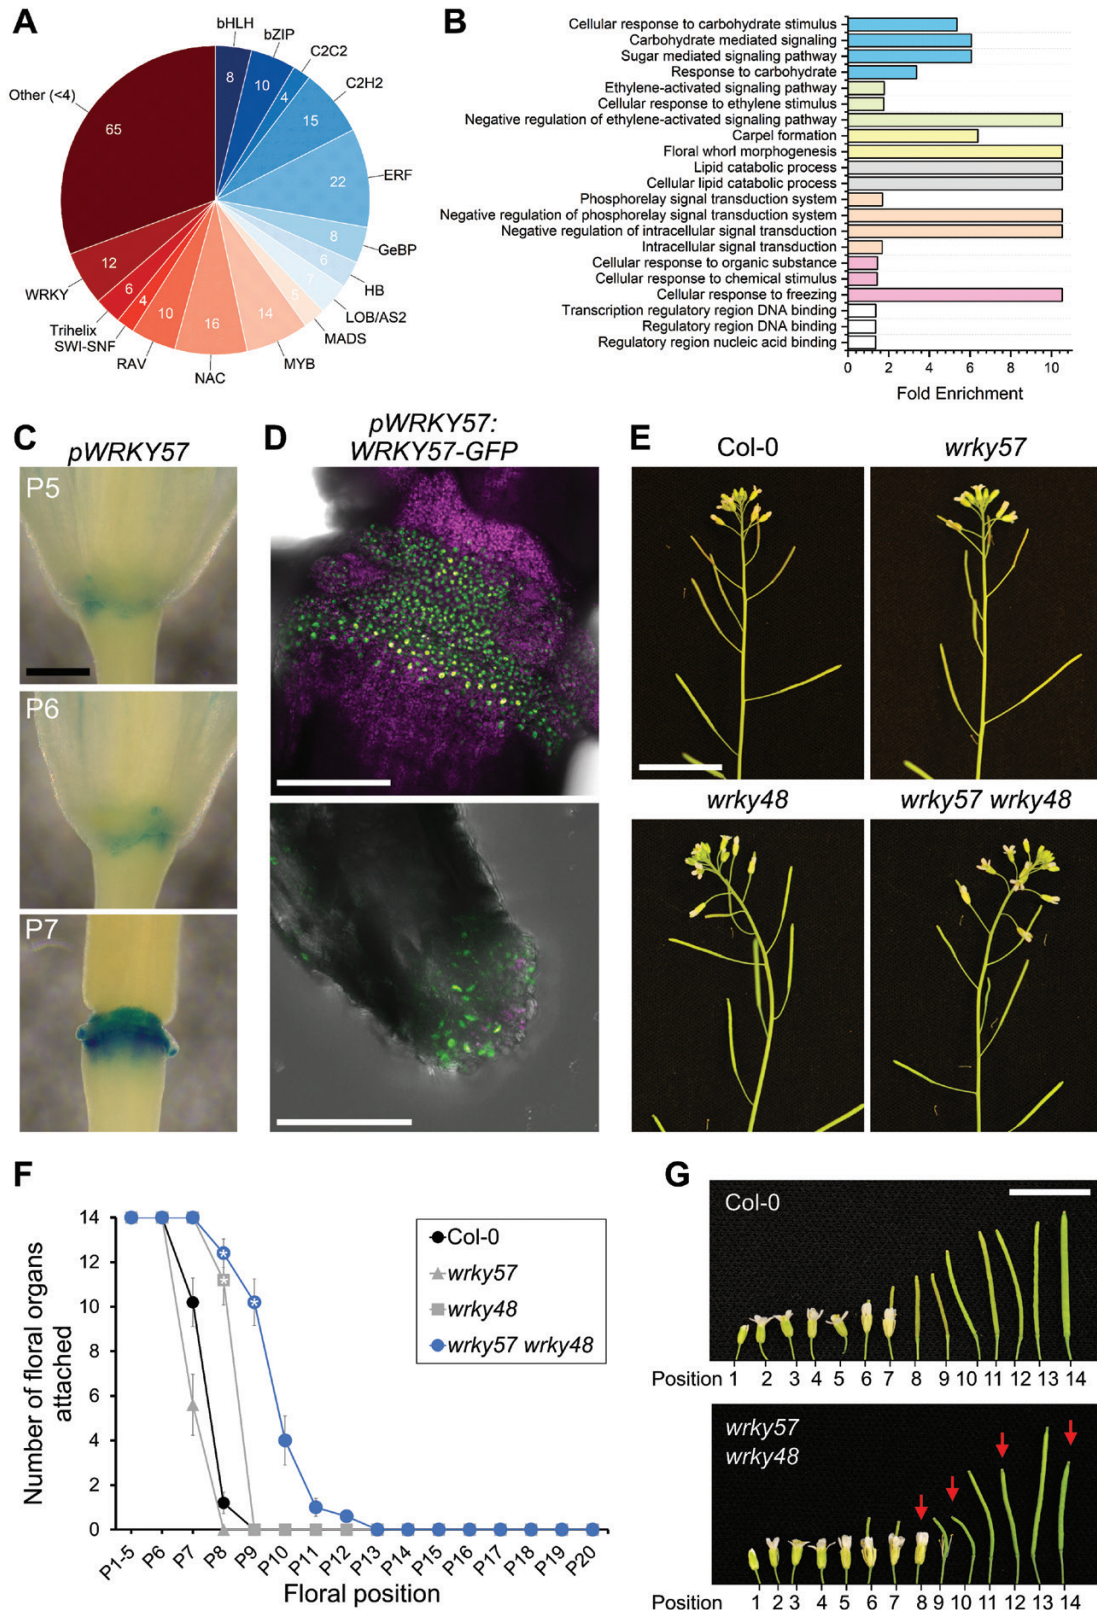 A
bHLH
bZIP
C2C2
C2H2
ERF
GeBP
HB
LOB/AS2
MADS
MYB
NAC
RAV
SWI-SNF
Trihelix
WRKY
Other (<4)
8
10
4
15
22
8
6
7
5
14
16
10
4
6
12
65
B
Cellular response to carbohydrate stimulus
Carbohydrate mediated signaling
Sugar mediated signaling pathway
Response to carbohydrate
Ethylene-activated signaling pathway
Cellular response to ethylene stimulus
Negative regulation of ethylene-activated signaling pathway
Carpel formation
Floral whorl morphogenesis
Lipid catabolic process
Cellular lipid catabolic process
Phosphorelay signal transduction system
Negative regulation of phosphorelay signal transduction system
Negative regulation of intracellular signal transduction
Intracellular signal transduction
Cellular response to organic substance
Cellular response to chemical stimulus
Cellular response to freezing
Transcription regulatory region DNA binding
Regulatory region DNA binding
Regulatory region nucleic acid binding
0 2 4 6 8 10
Fold Enrichment
C
pWRKY57
P5
P6
P7
D
pWRKY57:
WRKY57-GFP
E
Col-0
wrky57
wrky48
wrky57 wrky48
F
Number of floral organs
attached
14
12
10
8
6
4
2
0
P1-5 P6 P7 P8 P9 P10 P11 P12 P13 P14 P15 P16 P17 P18 P19 P20
Floral position
Col-0
wrky57
wrky48
wrky57 wrky48
* * *
G
Col-0
Position 1 2 3 4 5 6 7 8 9 10 11 12 13 14
wrky57
wrky48
Position 1 2 3 4 5 6 7 8 9 10 11 12 13 14